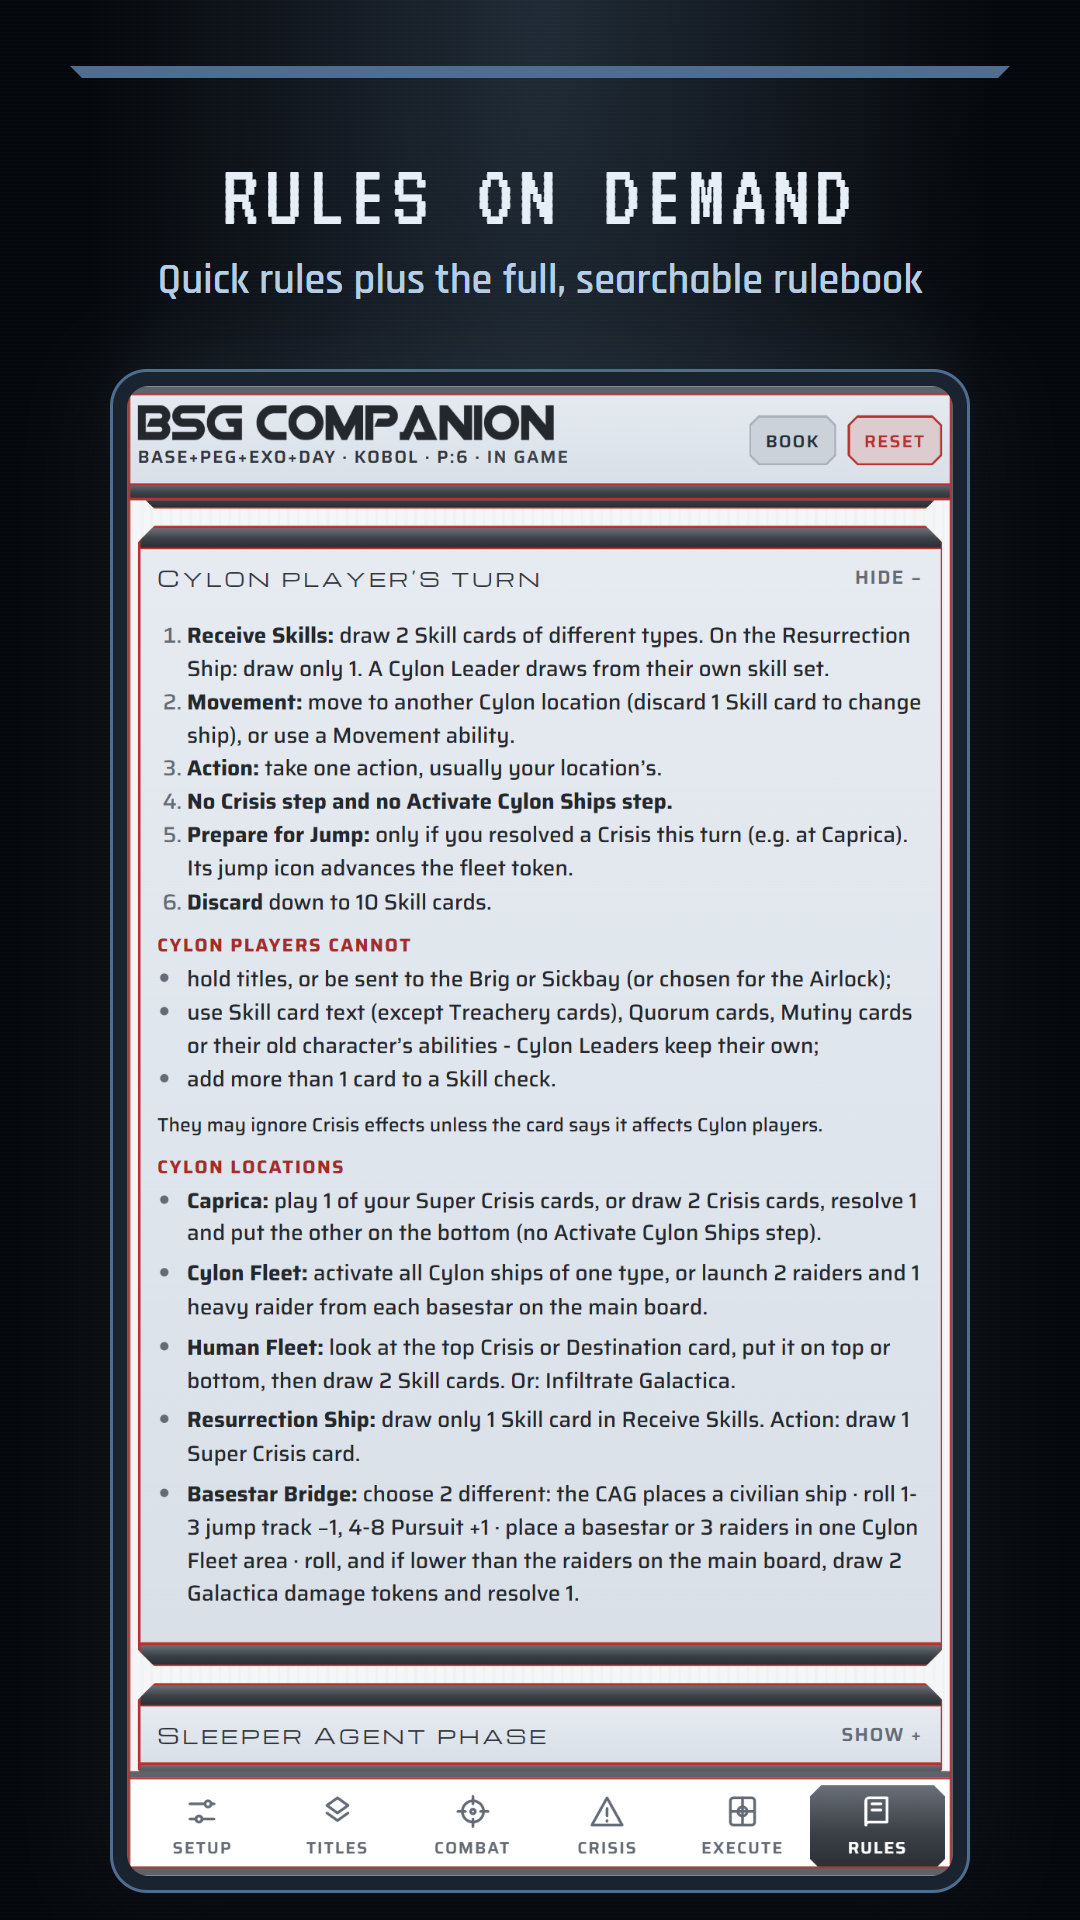 RULES ON DEMAND
Quick rules plus the full, searchable rulebook
BSG COMPANION
BASE+PEG+EXO+DAY · KOBOL · P:6 · IN GAME
BOOK
RESET
CYLON PLAYER'S TURN
HIDE –
1. Receive Skills: draw 2 Skill cards of different types. On the Resurrection
Ship: draw only 1. A Cylon Leader draws from their own skill set.
2. Movement: move to another Cylon location (discard 1 Skill card to change
ship), or use a Movement ability.
3. Action: take one action, usually your location's.
4. No Crisis step and no Activate Cylon Ships step.
5. Prepare for Jump: only if you resolved a Crisis this turn (e.g. at Caprica).
Its jump icon advances the fleet token.
6. Discard down to 10 Skill cards.
CYLON PLAYERS CANNOT
• hold titles, or be sent to the Brig or Sickbay (or chosen for the Airlock);
• use Skill card text (except Treachery cards), Quorum cards, Mutiny cards
or their old character's abilities - Cylon Leaders keep their own;
• add more than 1 card to a Skill check.
They may ignore Crisis effects unless the card says it affects Cylon players.
CYLON LOCATIONS
• Caprica: play 1 of your Super Crisis cards, or draw 2 Crisis cards, resolve 1
and put the other on the bottom (no Activate Cylon Ships step).
• Cylon Fleet: activate all Cylon ships of one type, or launch 2 raiders and 1
heavy raider from each basestar on the main board.
• Human Fleet: look at the top Crisis or Destination card, put it on top or
bottom, then draw 2 Skill cards. Or: Infiltrate Galactica.
• Resurrection Ship: draw only 1 Skill card in Receive Skills. Action: draw 1
Super Crisis card.
• Basestar Bridge: choose 2 different: the CAG places a civilian ship · roll 1-
3 jump track –1, 4-8 Pursuit +1 · place a basestar or 3 raiders in one Cylon
Fleet area · roll, and if lower than the raiders on the main board, draw 2
Galactica damage tokens and resolve 1.
SLEEPER AGENT PHASE
SHOW +
SETUP
TITLES
COMBAT
CRISIS
EXECUTE
RULES